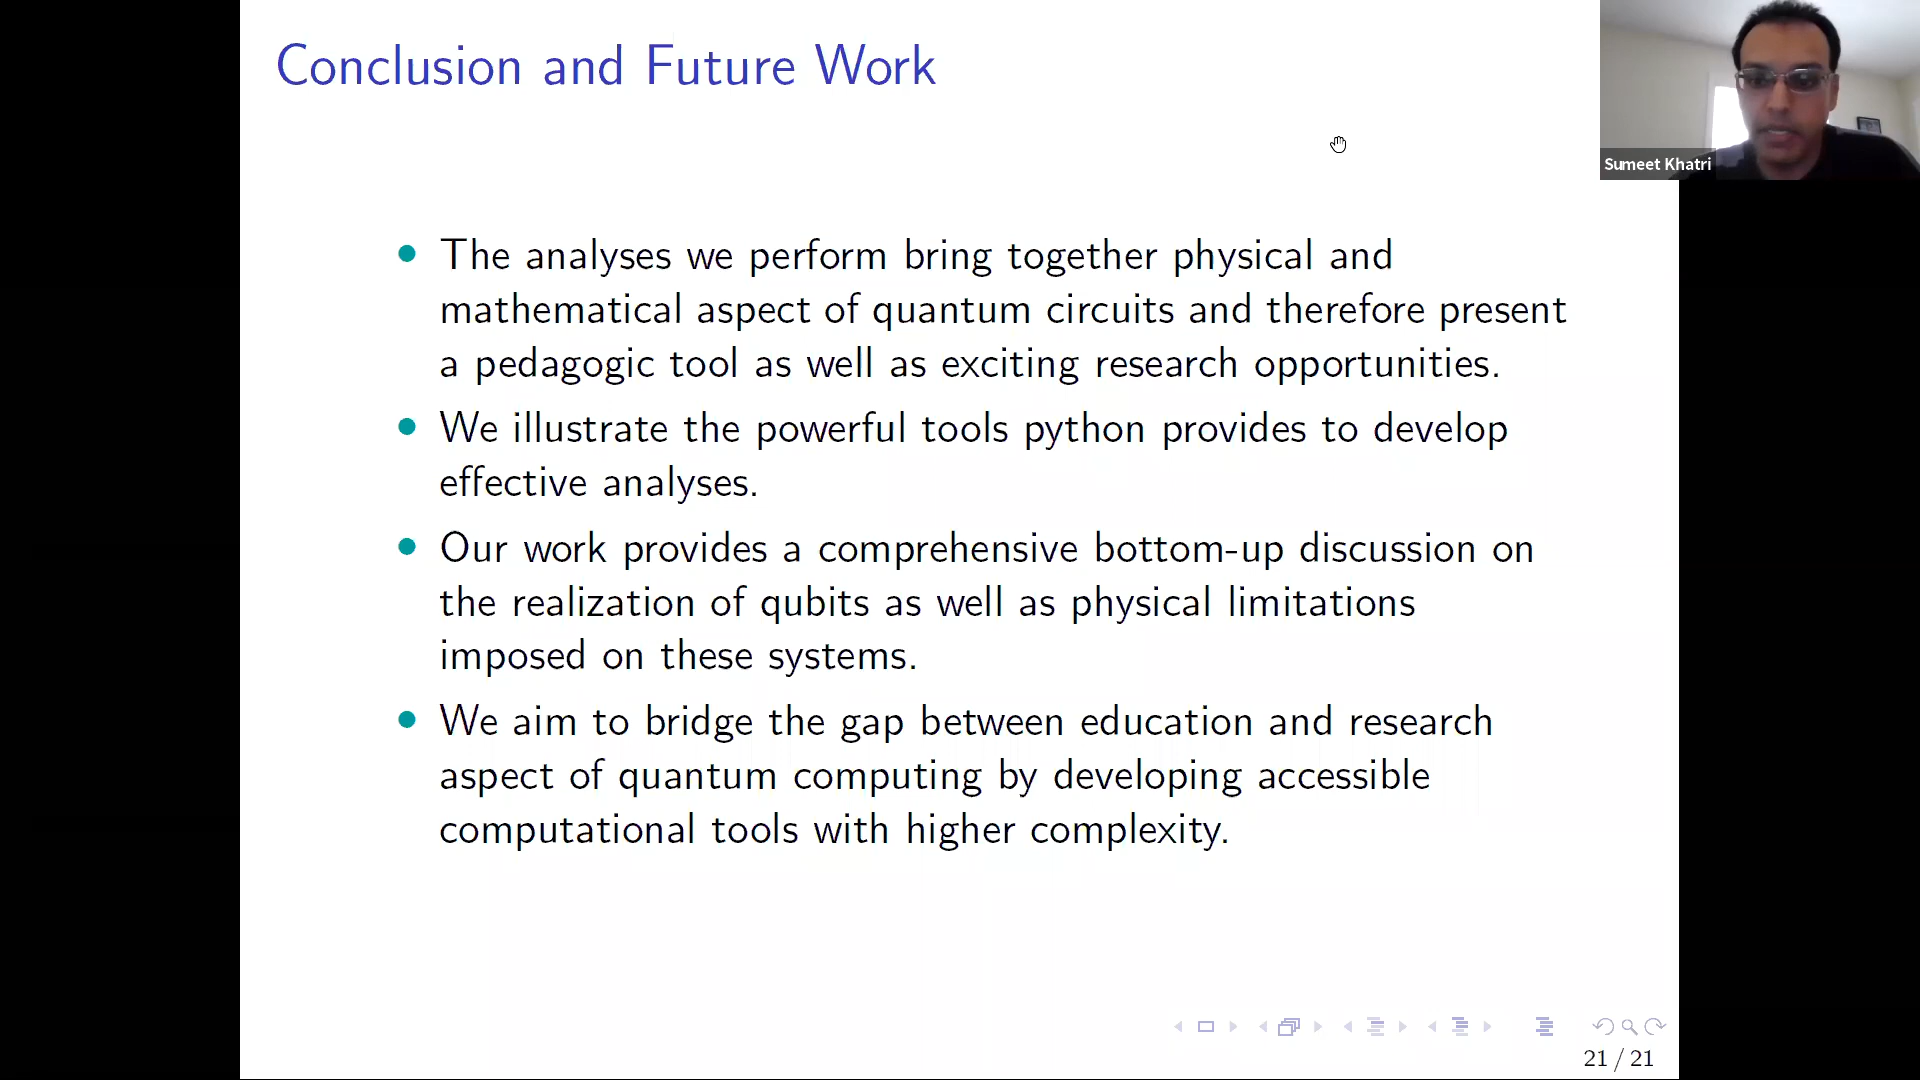 Conclusion and Future Work
Sumeet Khatri
• The analyses we perform bring together physical and
mathematical aspect of quantum circuits and therefore present
a pedagogic tool as well as exciting research opportunities.
• We illustrate the powerful tools python provides to develop
effective analyses.
• Our work provides a comprehensive bottom-up discussion on
the realization of qubits as well as physical limitations
imposed on these systems.
• We aim to bridge the gap between education and research
aspect of quantum computing by developing accessible
computational tools with higher complexity.
21 / 21